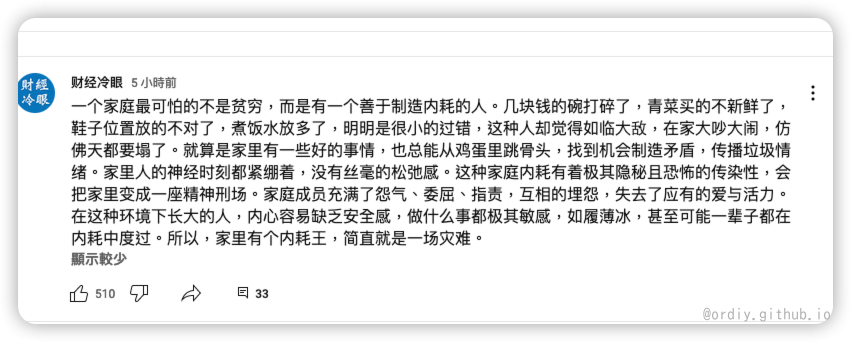 財經
冷眼
财经冷眼 5 小時前
一个家庭最可怕的不是贫穷，而是有一个善于制造内耗的人。几块钱的碗打碎了，青菜买的不新鲜了，
鞋子位置放的不对了，煮饭水放多了，明明是很小的过错，这种人却觉得如临大敌，在家大吵大闹，仿
佛天都要塌了。就算是家里有一些好的事情，也总能从鸡蛋里跳骨头，找到机会制造矛盾，传播垃圾情
绪。家里人的神经时刻都紧绷着，没有丝毫的松弛感。这种家庭内耗有着极其隐秘且恐怖的传染性，会
把家里变成一座精神刑场。家庭成员充满了怨气、委屈、指责，互相的埋怨，失去了应有的爱与活力。
在这种环境下长大的人，内心容易缺乏安全感，做什么事都极其敏感，如履薄冰，甚至可能一辈子都在
内耗中度过。所以，家里有个内耗王，简直就是一场灾难。
顯示較少
510 33
@ordiy.github.io